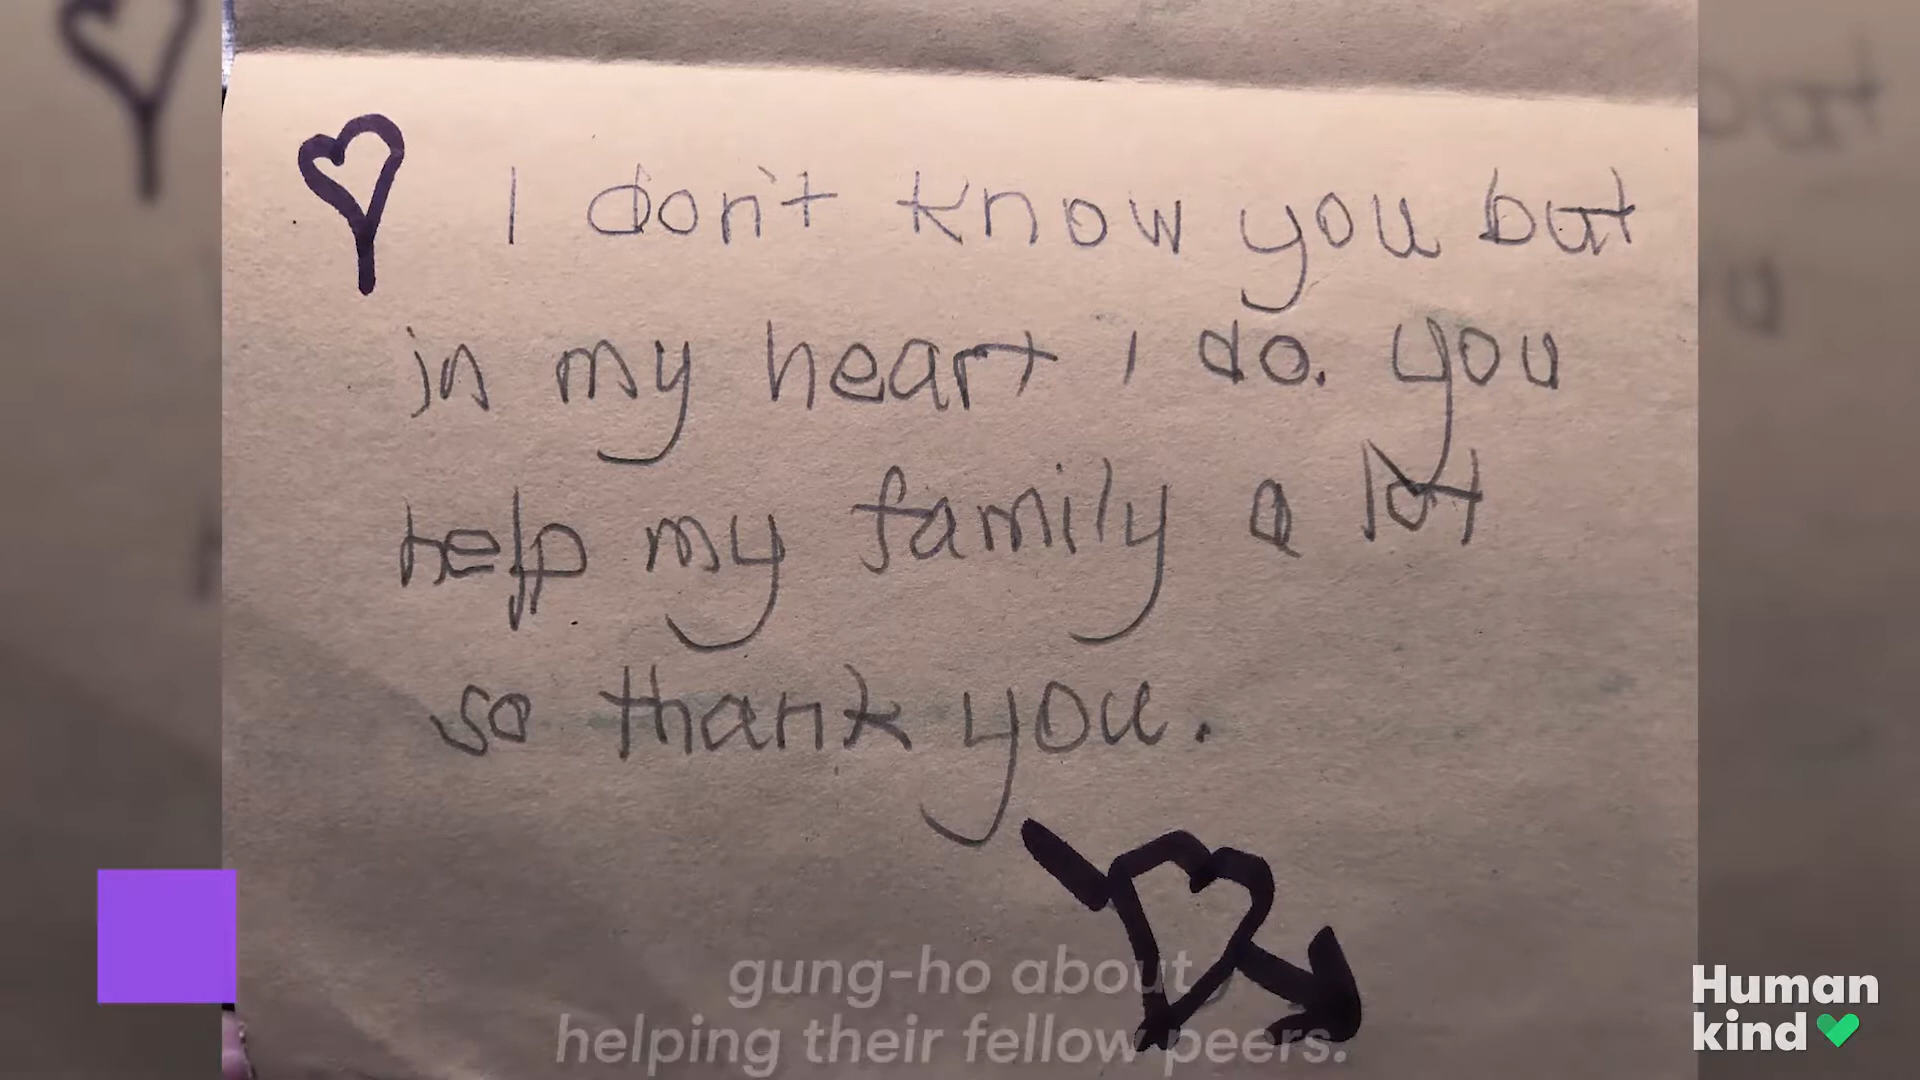 I don't know you but
in my heart i do. you
help my family a lot
so thank you.
gung-ho about
helping their fellow peers.
Human
kind